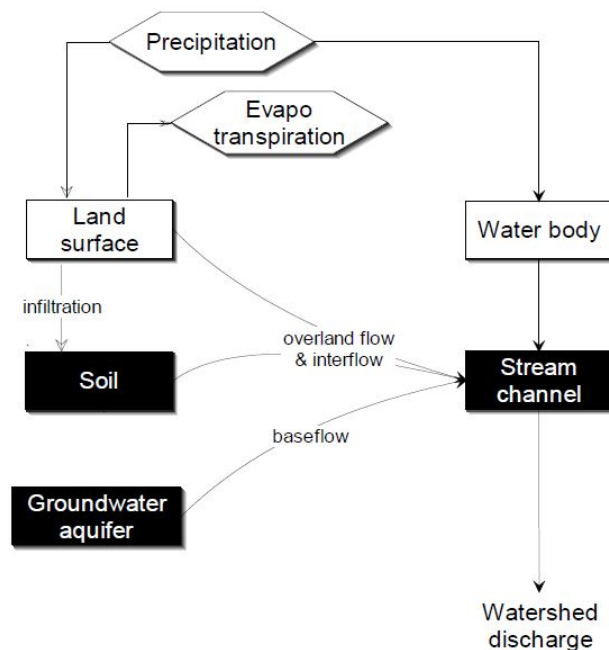 Precipitation
Evapo
transpiration
Land
surface
Water body
infiltration
overland flow
& interflow
Soil
Stream
channel
baseflow
Groundwater
aquifer
Watershed
discharge